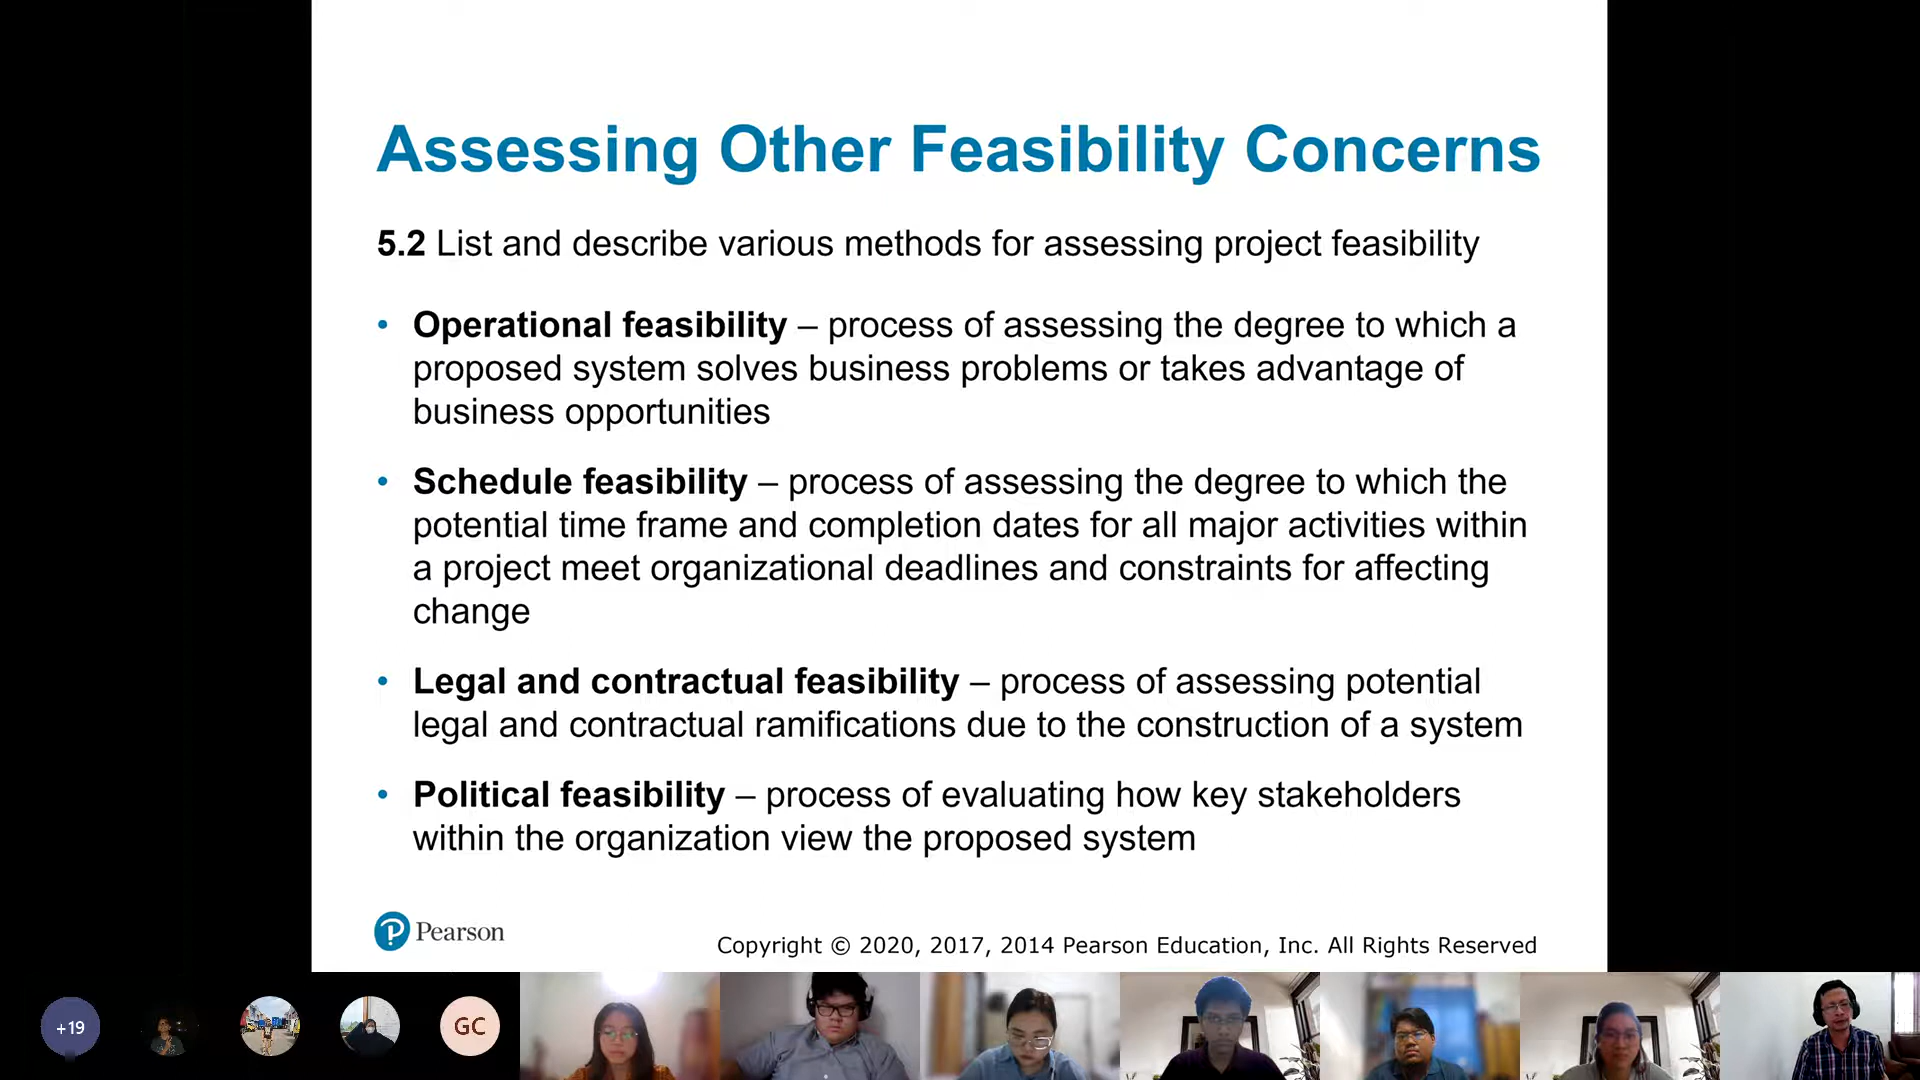 Assessing Other Feasibility Concerns
5.2 List and describe various methods for assessing project feasibility
• Operational feasibility – process of assessing the degree to which a
proposed system solves business problems or takes advantage of
business opportunities
• Schedule feasibility – process of assessing the degree to which the
potential time frame and completion dates for all major activities within
a project meet organizational deadlines and constraints for affecting
change
• Legal and contractual feasibility – process of assessing potential
legal and contractual ramifications due to the construction of a system
• Political feasibility – process of evaluating how key stakeholders
within the organization view the proposed system
Pearson
Copyright © 2020, 2017, 2014 Pearson Education, Inc. All Rights Reserved
+19
GC